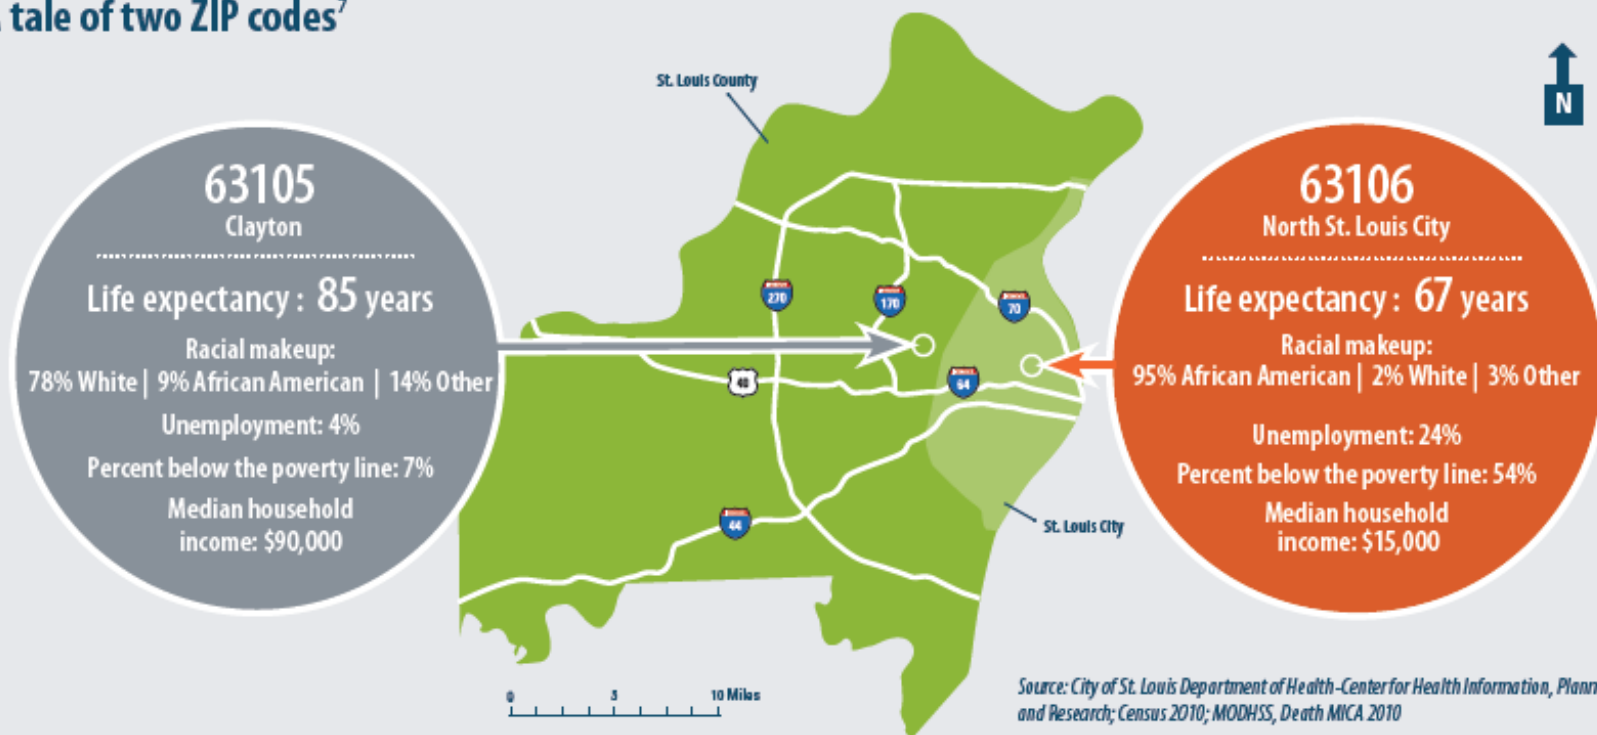 tale of two ZIP codes7
St. Louis County
N
63105
Clayton
Life expectancy : 85 years
Racial makeup:
78% White | 9% African American | 14% Other
Unemployment: 4%
Percent below the poverty line: 7%
Median household
income: $90,000
270
170
70
40
64
44
St. Louis City
63106
North St. Louis City
Life expectancy : 67 years
Racial makeup:
95% African American | 2% White | 3% Other
Unemployment: 24%
Percent below the poverty line: 54%
Median household
income: $15,000
0 5 10 Miles
Source: City of St. Louis Department of Health-Center for Health Information, Plann
and Research; Census 2010; MODHSS, Death MICA 2010